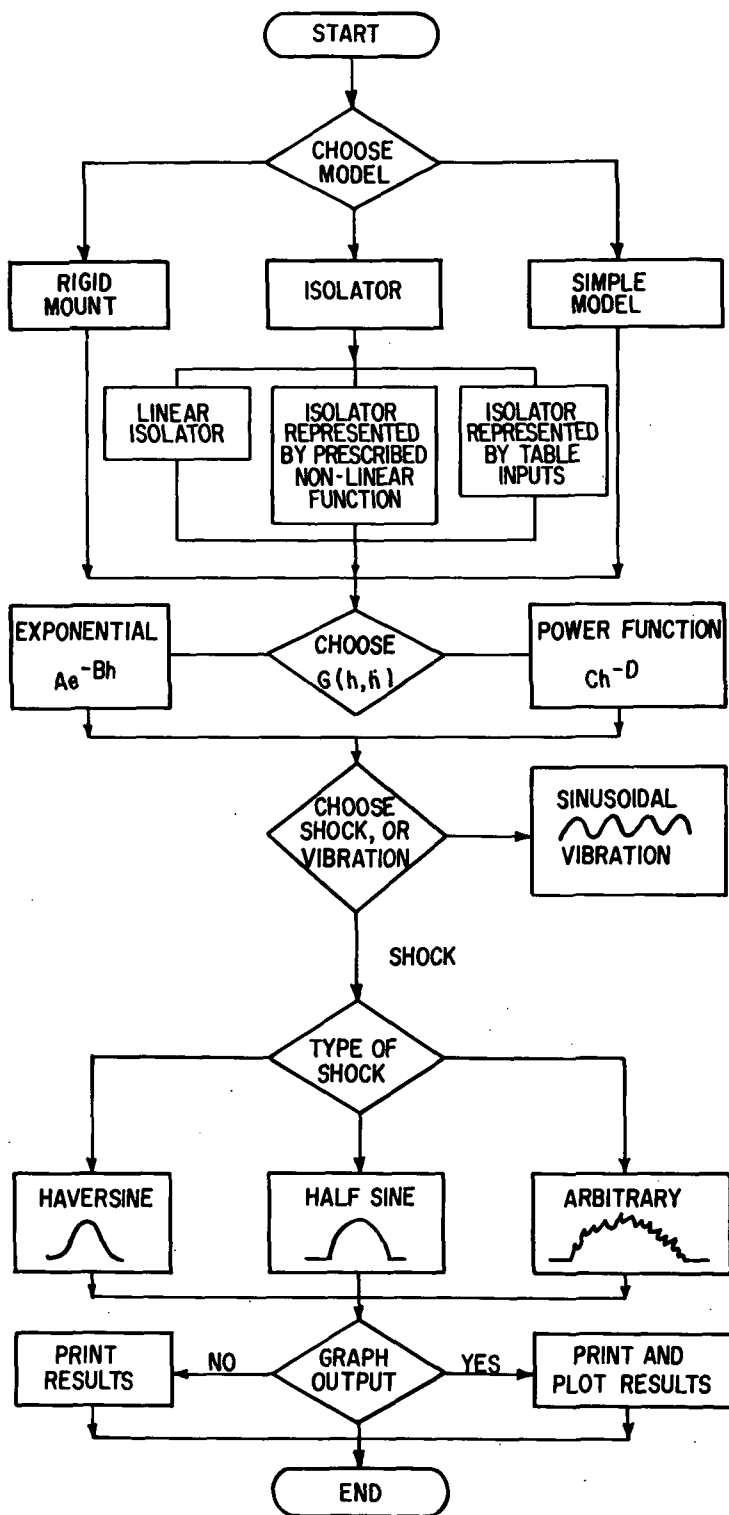 START
CHOOSE
MODEL
RIGID
MOUNT
ISOLATOR
SIMPLE
MODEL
LINEAR
ISOLATOR
ISOLATOR
REPRESENTED
BY PRESCRIBED
NON-LINEAR
FUNCTION
ISOLATOR
REPRESENTED
BY TABLE
INPUTS
EXPONENTIAL
Ae^-Bh
CHOOSE
G(h,ḣ)
POWER FUNCTION
Ch^-D
CHOOSE
SHOCK, OR
VIBRATION
SINUSOIDAL
VIBRATION
SHOCK
TYPE OF
SHOCK
HAVERSINE
HALF SINE
ARBITRARY
PRINT
RESULTS
NO
GRAPH
OUTPUT
YES
PRINT AND
PLOT RESULTS
END